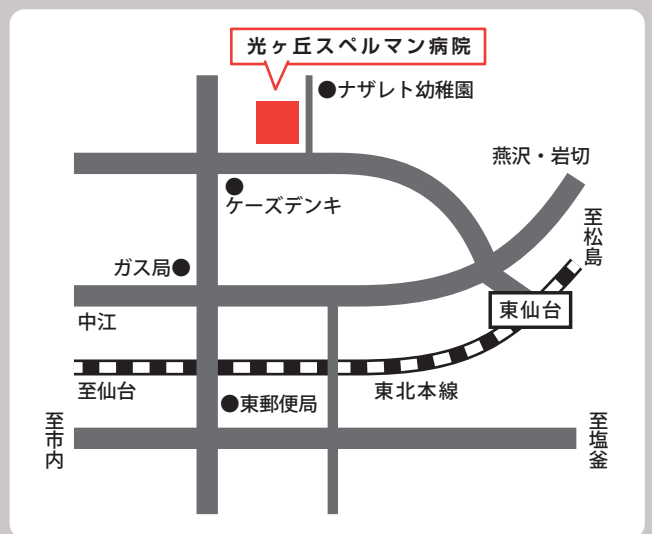 光ヶ丘スペルマン病院
●ナザレト幼稚園
燕沢・岩切
ケーズデンキ
至松島
ガス局●
東仙台
中江
至仙台
東北本線
●東郵便局
至市内
至塩釜